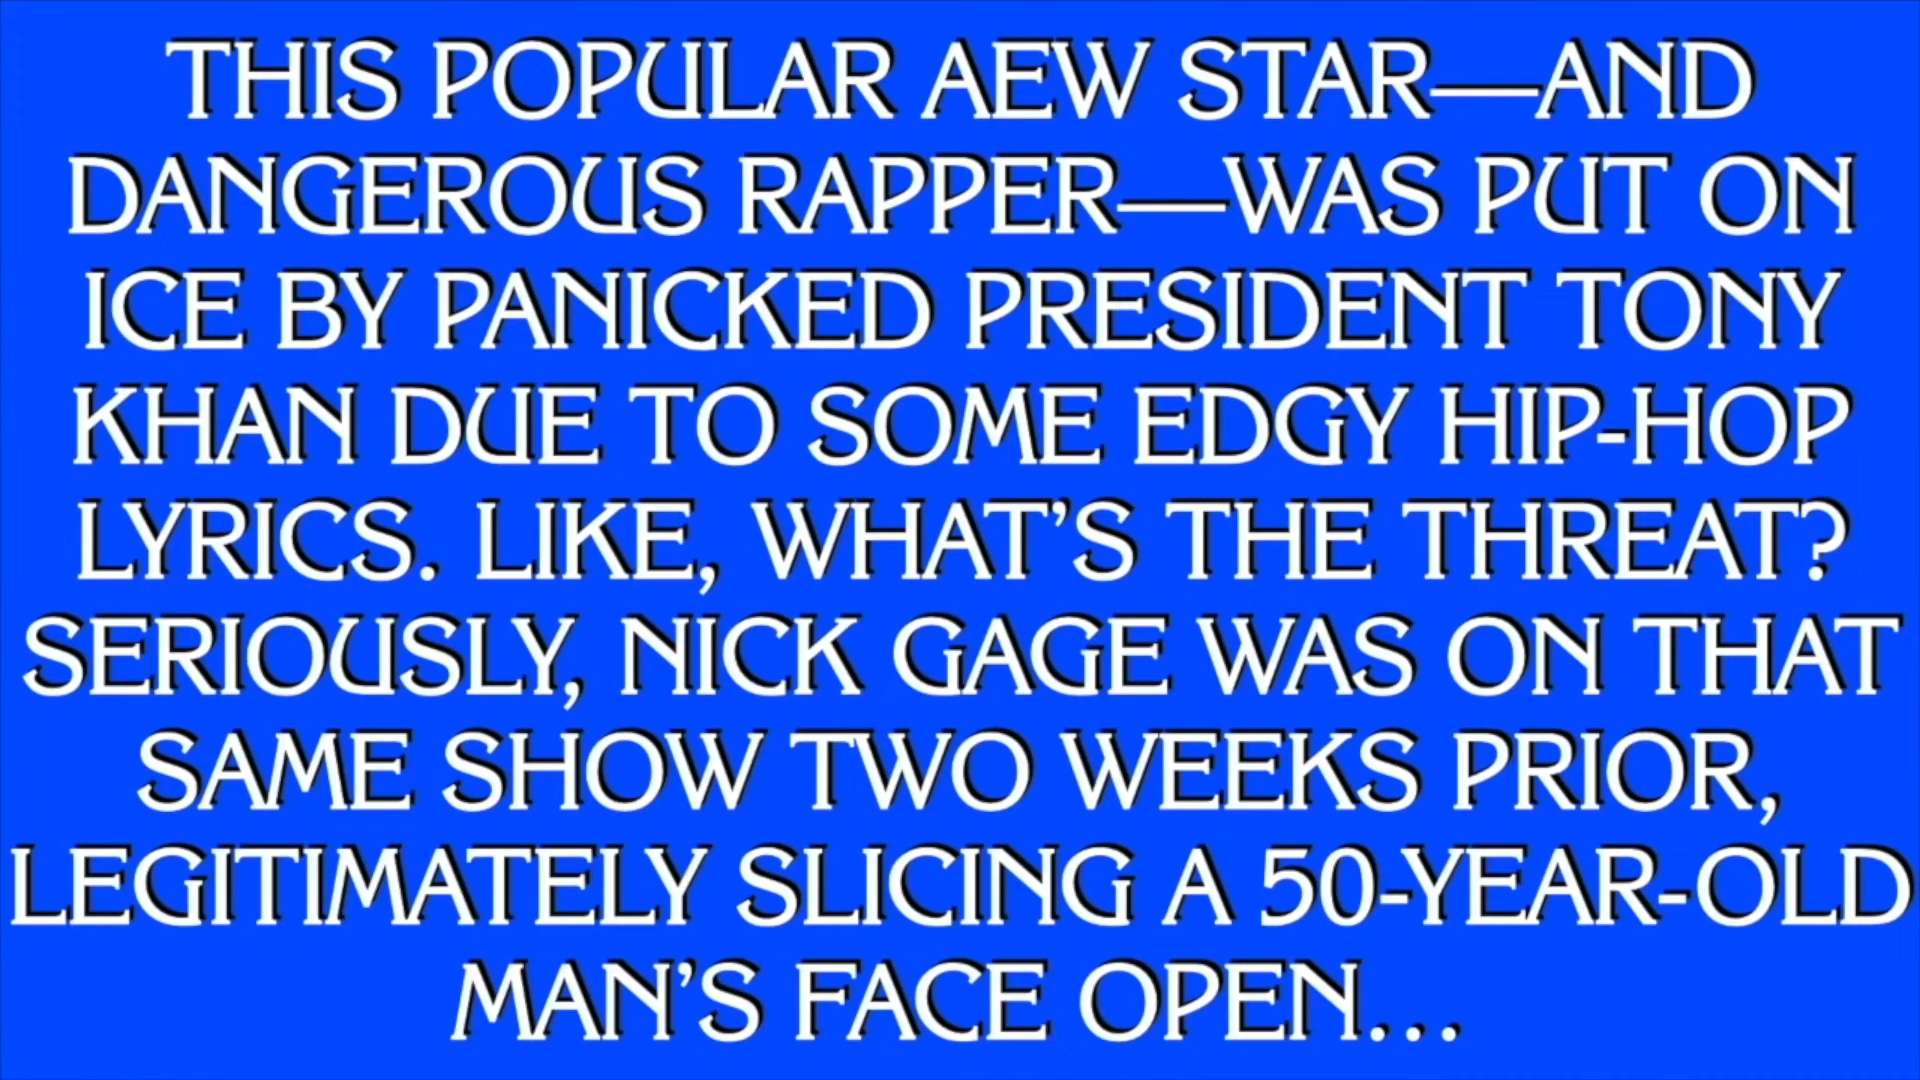 THIS POPULAR AEW STAR—AND
DANGEROUS RAPPER—WAS PUT ON
ICE BY PANICKED PRESIDENT TONY
KHAN DUE TO SOME EDGY HIP-HOP
LYRICS. LIKE, WHAT'S THE THREAT?
SERIOUSLY, NICK GAGE WAS ON THAT
SAME SHOW TWO WEEKS PRIOR,
LEGITIMATELY SLICING A 50-YEAR-OLD
MAN'S FACE OPEN...